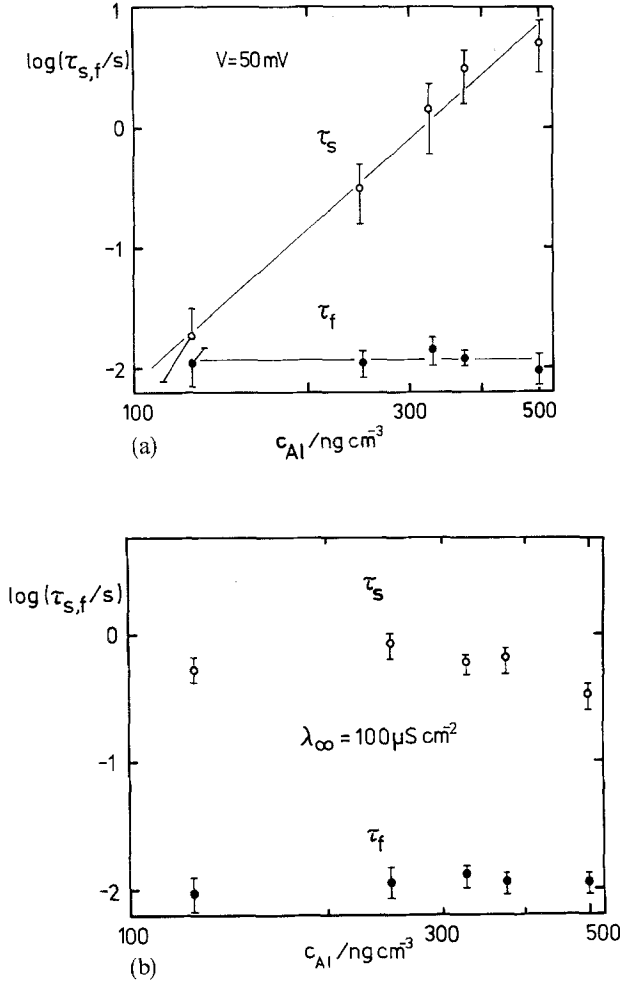 1
log(τs,f/s)
V=50mV
0
τs
-1
τf
-2
100
300
500
cAl/ng cm⁻³
(a)
log(τs,f/s)
τs
0
λ∞ = 100µS cm⁻²
-1
τf
-2
100
300
500
cAl/ng cm⁻³
(b)